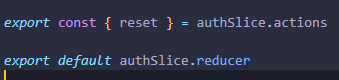 export const { reset } = authSlice.actions
export default authSlice.reducer